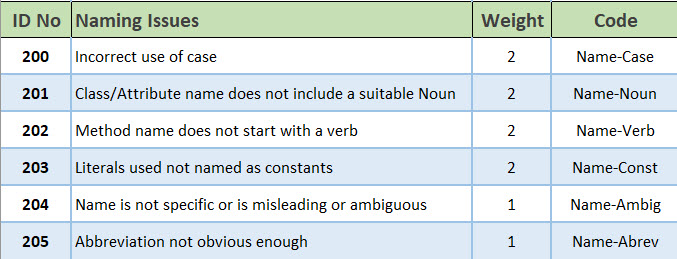 ID No Naming Issues Weight Code
200 Incorrect use of case 2 Name-Case
201 Class/Attribute name does not include a suitable Noun 2 Name-Noun
202 Method name does not start with a verb 2 Name-Verb
203 Literals used not named as constants 2 Name-Const
204 Name is not specific or is misleading or ambiguous 1 Name-Ambig
205 Abbreviation not obvious enough 1 Name-Abrev